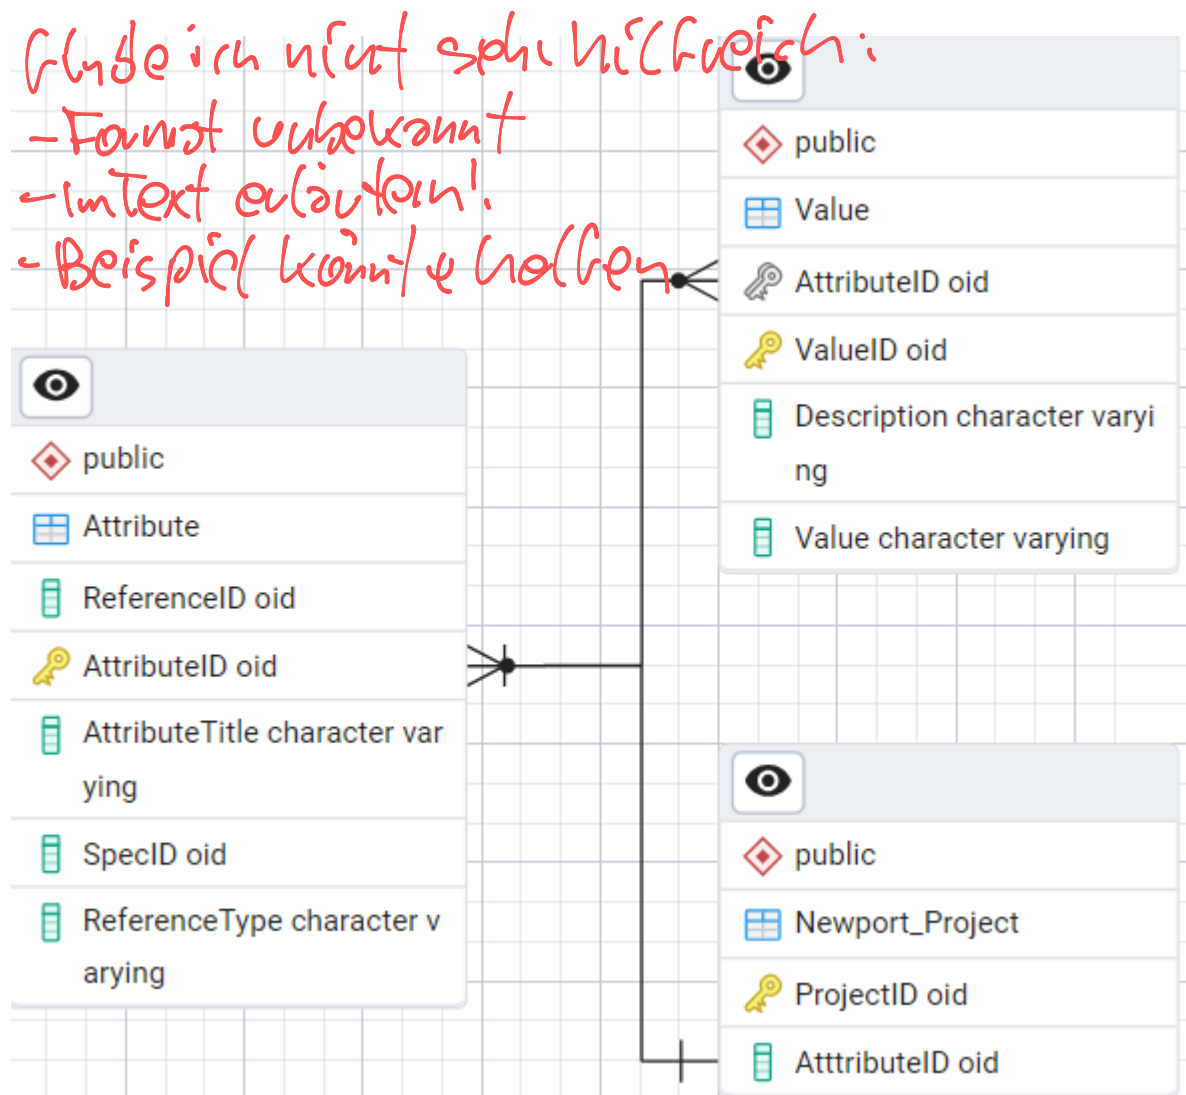 finde ich nicht sehr hilfreich:
- Format unbekannt
- im Text erläutern!
- Beispiel könnte helfen
public
Value
AttributeID oid
ValueID oid
Description character varyi
ng
Value character varying
public
Attribute
ReferenceID oid
AttributeID oid
AttributeTitle character var
ying
SpecID oid
ReferenceType character v
arying
public
Newport_Project
ProjectID oid
AtttributeID oid